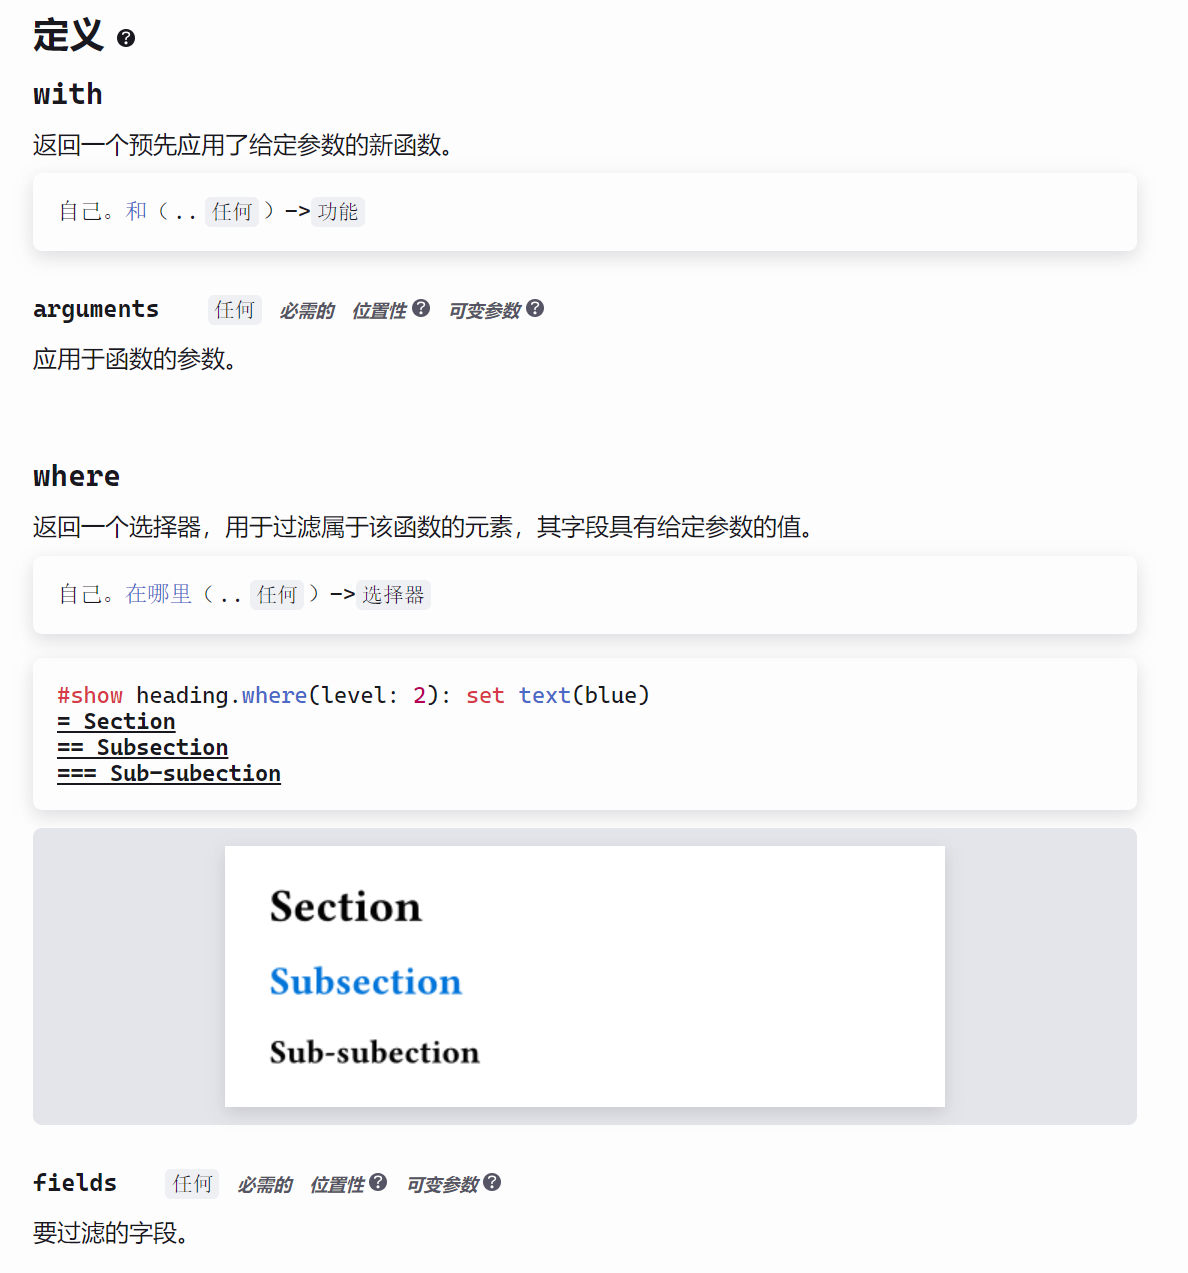 定义
with
返回一个预先应用了给定参数的新函数。
自己。和（..任何）->功能
arguments 任何 必需的 位置性 可变参数
应用于函数的参数。
where
返回一个选择器，用于过滤属于该函数的元素，其字段具有给定参数的值。
自己。在哪里（..任何）->选择器
#show heading.where(level: 2): set text(blue)
= Section
== Subsection
=== Sub-subection
Section
Subsection
Sub-subection
fields 任何 必需的 位置性 可变参数
要过滤的字段。